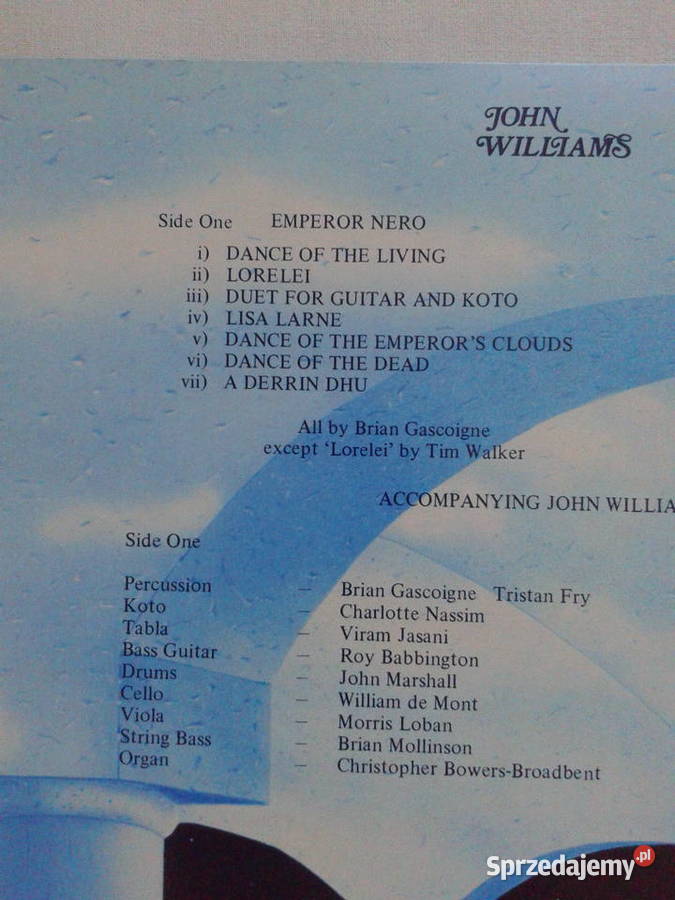 JOHN
WILLIAMS
Side One EMPEROR NERO
i) DANCE OF THE LIVING
ii) LORELEI
iii) DUET FOR GUITAR AND KOTO
iv) LISA LARNE
v) DANCE OF THE EMPEROR'S CLOUDS
vi) DANCE OF THE DEAD
vii) A DERRIN DHU
All by Brian Gascoigne
except 'Lorelei' by Tim Walker
ACCOMPANYING JOHN WILLIA
Side One
Percussion – Brian Gascoigne Tristan Fry
Koto – Charlotte Nassim
Tabla – Viram Jasani
Bass Guitar – Roy Babbington
Drums – John Marshall
Cello – William de Mont
Viola – Morris Loban
String Bass – Brian Mollinson
Organ – Christopher Bowers-Broadbent
Sprzedajemy.pl